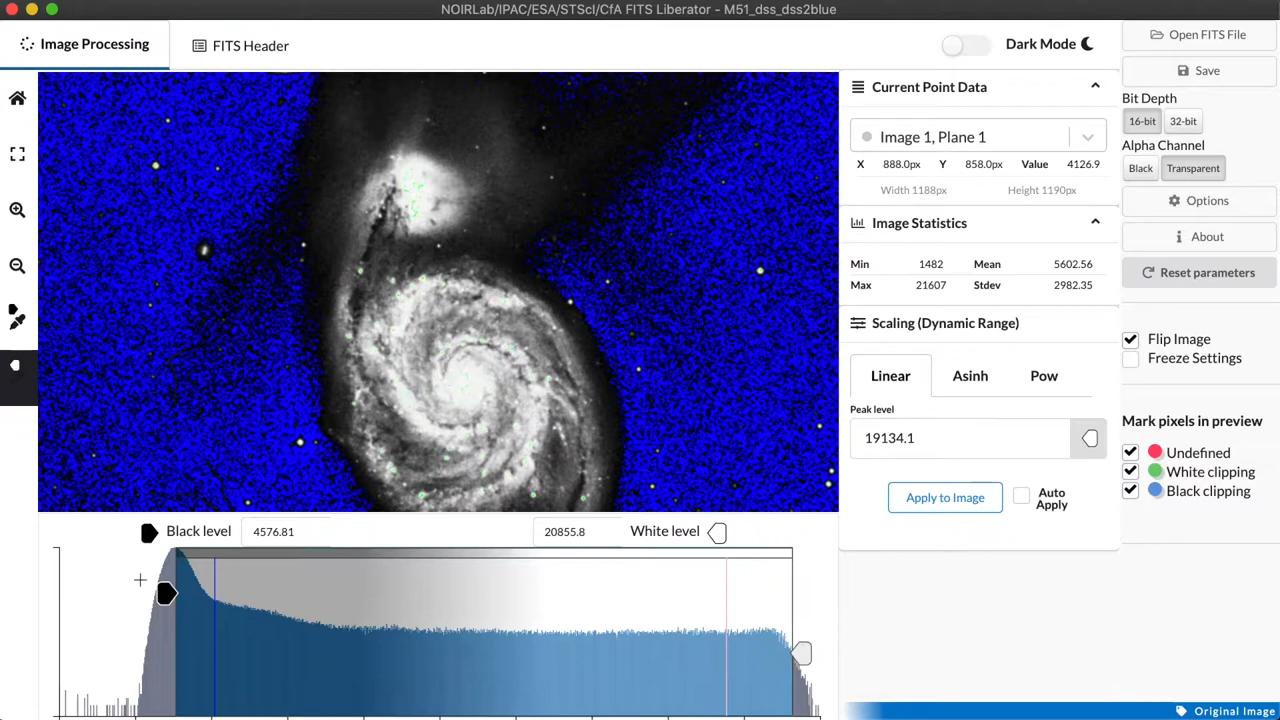 NOIRLab/IPAC/ESA/STScI/CfA FITS Liberator - M51_dss_dss2blue
Image Processing
FITS Header
Dark Mode
Open FITS File
Save
Bit Depth
16-bit 32-bit
Alpha Channel
Black Transparent
Options
About
Reset parameters
Flip Image
Freeze Settings
Mark pixels in preview
Undefined
White clipping
Black clipping
Current Point Data
Image 1, Plane 1
X 888.0px Y 858.0px Value 4126.9
Width 1188px Height 1190px
Image Statistics
Min 1482 Mean 5602.56
Max 21607 Stdev 2982.35
Scaling (Dynamic Range)
Linear Asinh Pow
Peak level
19134.1
Apply to Image
Auto
Apply
Black level 4576.81 20855.8 White level
Original Image